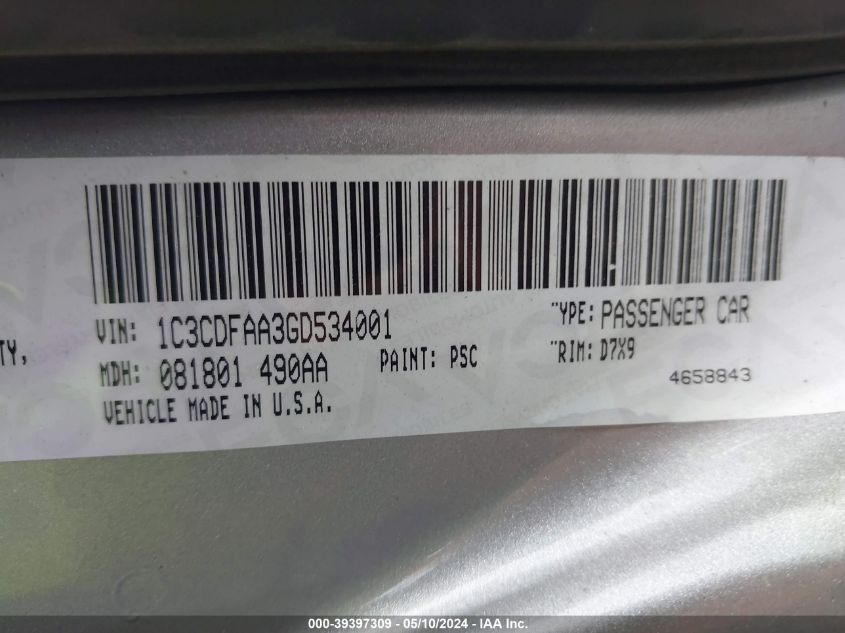 TY,
VIN: 1C3CDFAA3GD534001
"YPE: PASSENGER CAR
MDH: 081801 490AA
PAINT: PSC
"RIM: D7X9
4658843
VEHICLE MADE IN U.S.A.
000-39397309 - 05/10/2024 - IAA Inc.